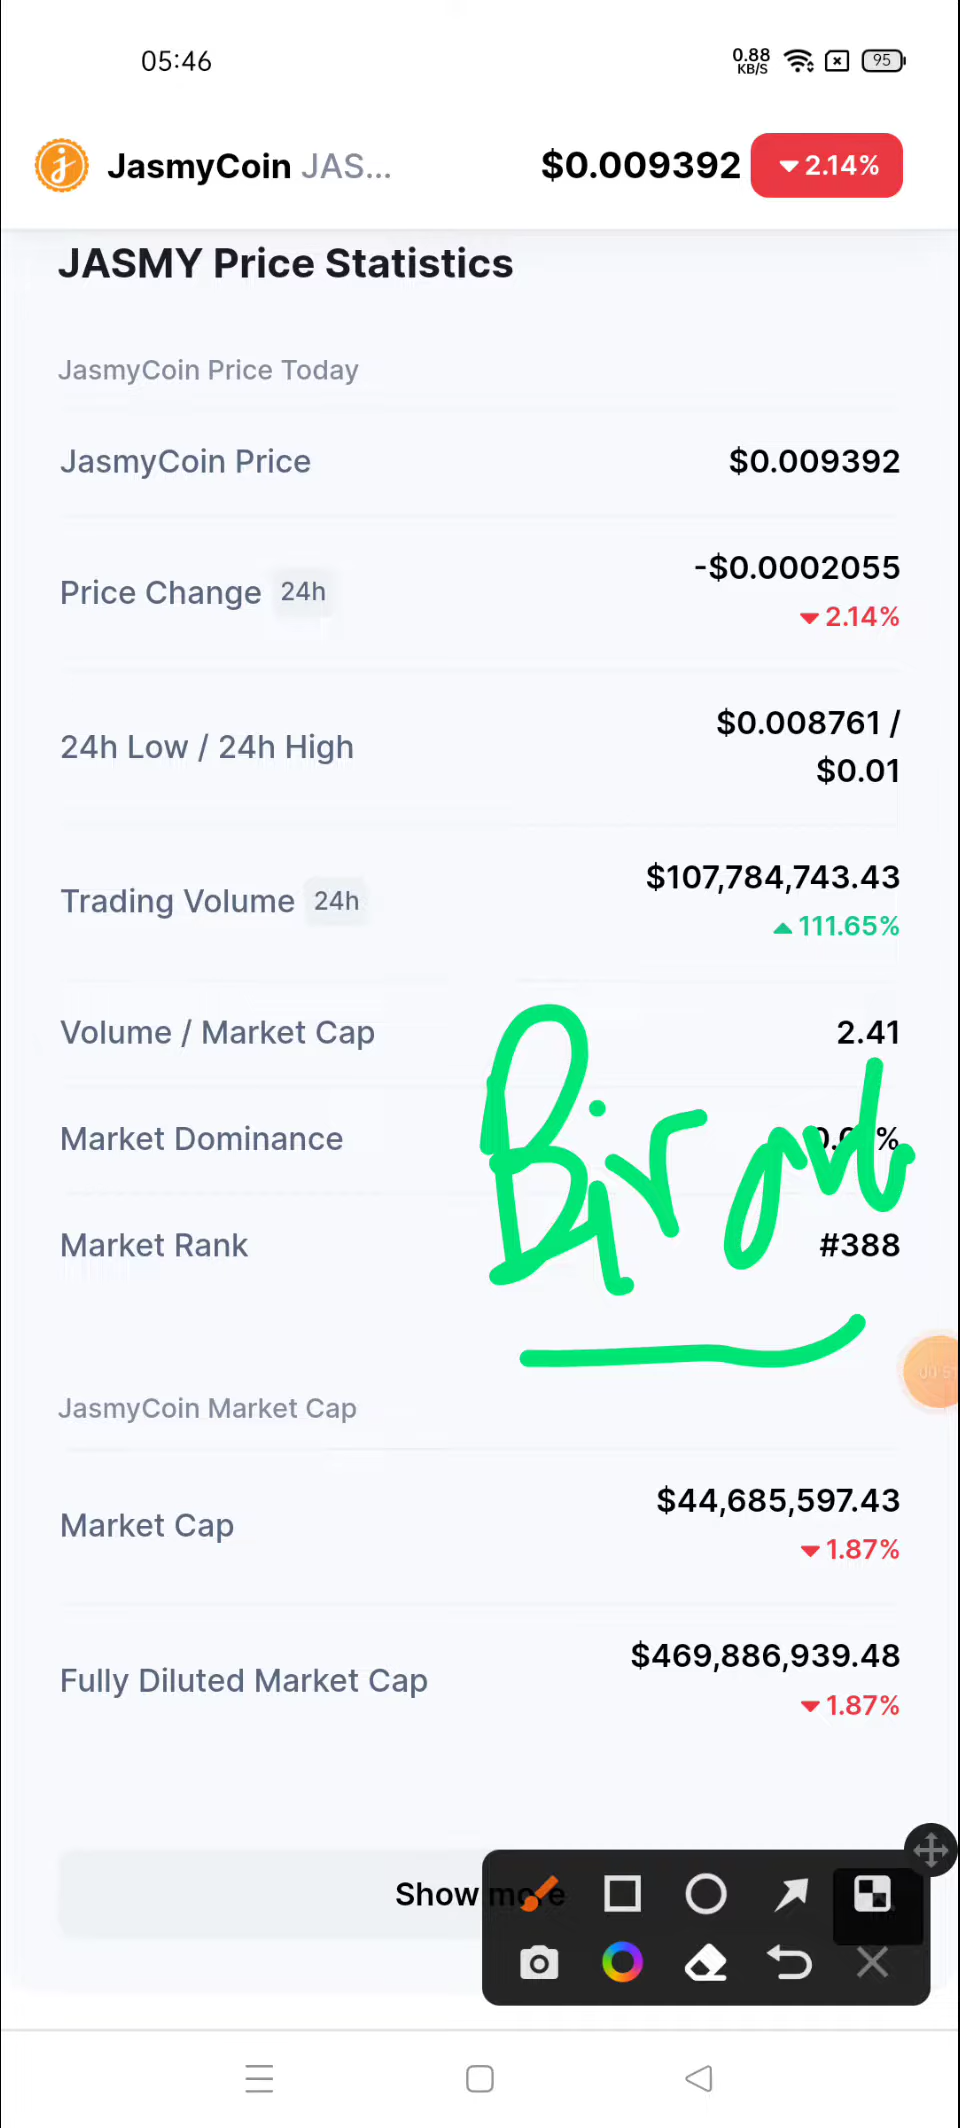 05:46
0.88
KB/S
95
JasmyCoin JAS...
$0.009392
2.14%
JASMY Price Statistics
JasmyCoin Price Today
JasmyCoin Price
$0.009392
Price Change 24h
-$0.0002055
2.14%
24h Low / 24h High
$0.008761 /
$0.01
Trading Volume 24h
$107,784,743.43
111.65%
Volume / Market Cap
2.41
Market Dominance
%
Market Rank
#388
JasmyCoin Market Cap
Market Cap
$44,685,597.43
1.87%
Fully Diluted Market Cap
$469,886,939.48
1.87%
Show more